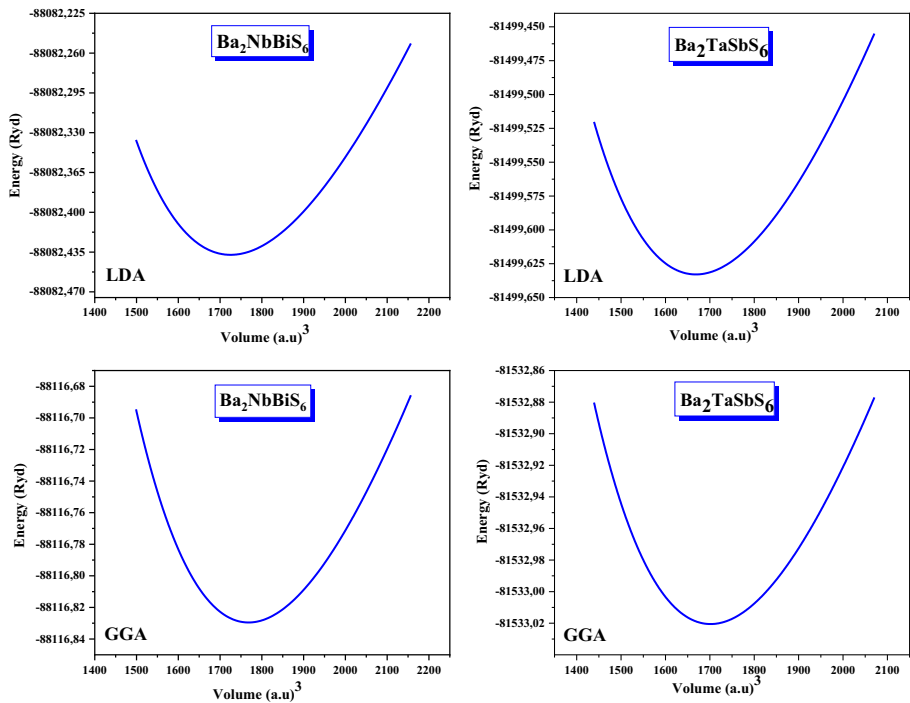 Ba₂NbBiS₆
Energy (Ryd)
-88082,225
-88082,260
-88082,295
-88082,330
-88082,365
-88082,400
-88082,435
-88082,470
LDA
1400 1500 1600 1700 1800 1900 2000 2100 2200
Volume (a.u)³
Ba₂TaSbS₆
Energy (Ryd)
-81499,450
-81499,475
-81499,500
-81499,525
-81499,550
-81499,575
-81499,600
-81499,625
-81499,650
LDA
1400 1500 1600 1700 1800 1900 2000 2100
Volume (a.u)³
Ba₂NbBiS₆
Energy (Ryd)
-88116,68
-88116,70
-88116,72
-88116,74
-88116,76
-88116,78
-88116,80
-88116,82
-88116,84
GGA
1400 1500 1600 1700 1800 1900 2000 2100 2200
Volume (a.u)³
Ba₂TaSbS₆
Energy (Ryd)
-81532,86
-81532,88
-81532,90
-81532,92
-81532,94
-81532,96
-81532,98
-81533,00
-81533,02
GGA
1400 1500 1600 1700 1800 1900 2000 2100
Volume (a.u)³